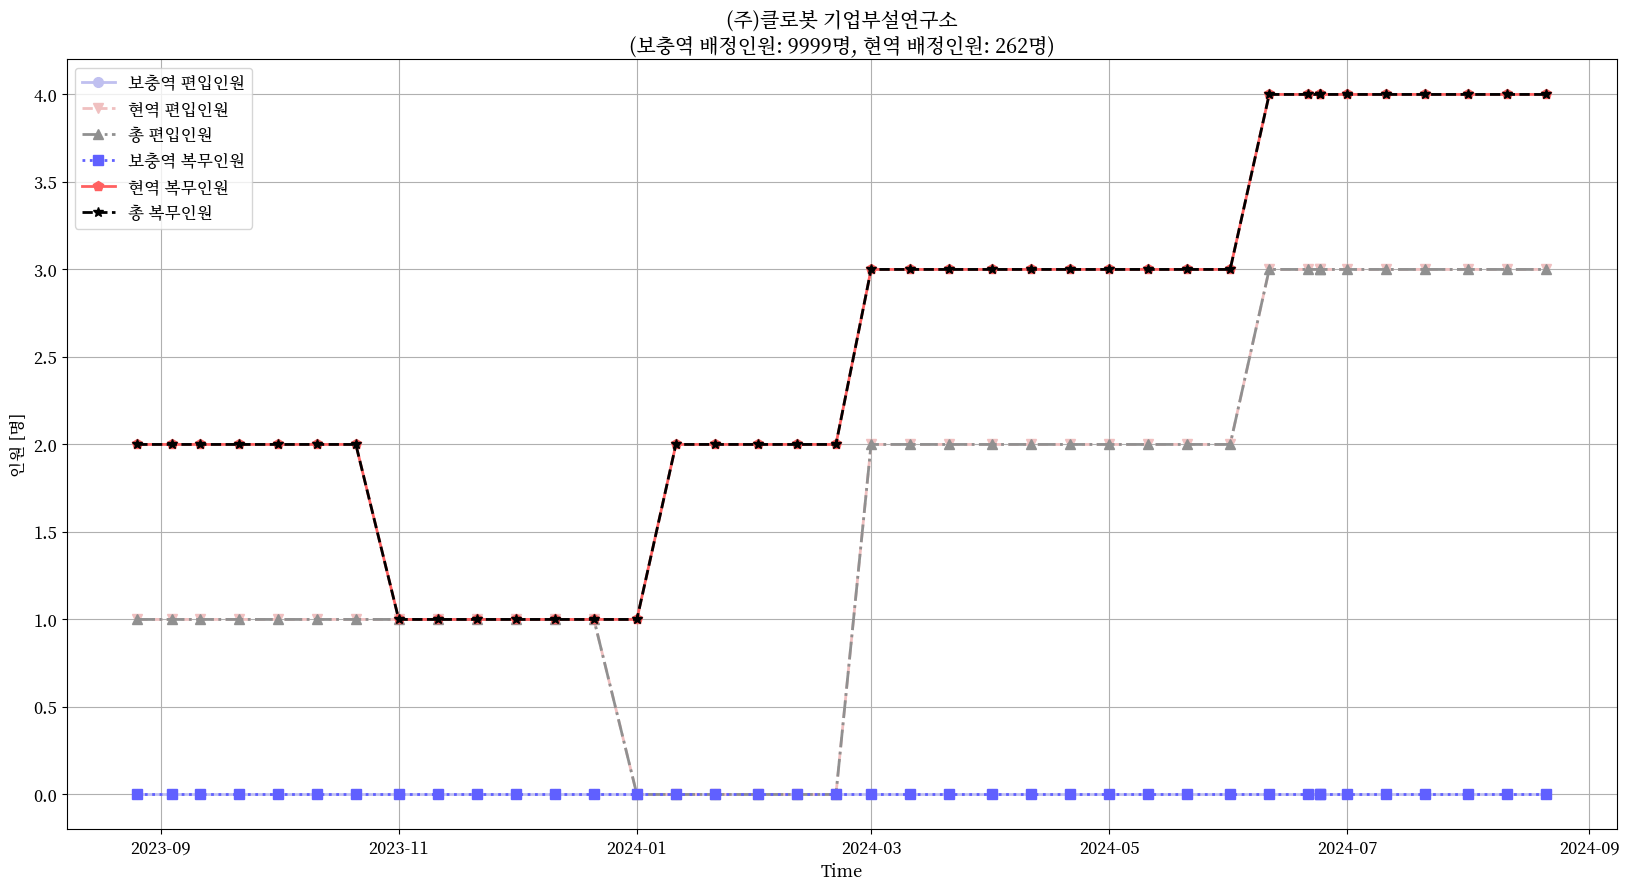 (주)클로봇 기업부설연구소
(보충역 배정인원: 9999명, 현역 배정인원: 262명)
보충역 편입인원
현역 편입인원
총 편입인원
보충역 복무인원
현역 복무인원
총 복무인원
4.0
3.5
3.0
2.5
2.0
1.5
1.0
0.5
0.0
인원 [명]
2023-09
2023-11
2024-01
2024-03
2024-05
2024-07
2024-09
Time